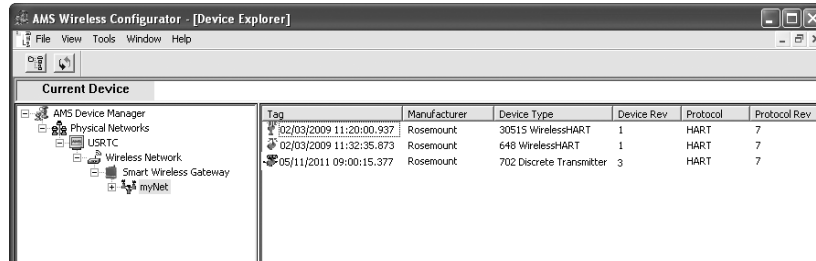 AMS Wireless Configurator - [Device Explorer]
File View Tools Window Help
Current Device
AMS Device Manager
Physical Networks
USRTC
Wireless Network
Smart Wireless Gateway
myNet
Tag Manufacturer Device Type Device Rev Protocol Protocol Rev
02/03/2009 11:20:00.937 Rosemount 3051S WirelessHART 1 HART 7
02/03/2009 11:32:35.873 Rosemount 648 WirelessHART 1 HART 7
05/11/2011 09:00:15.377 Rosemount 702 Discrete Transmitter 3 HART 7